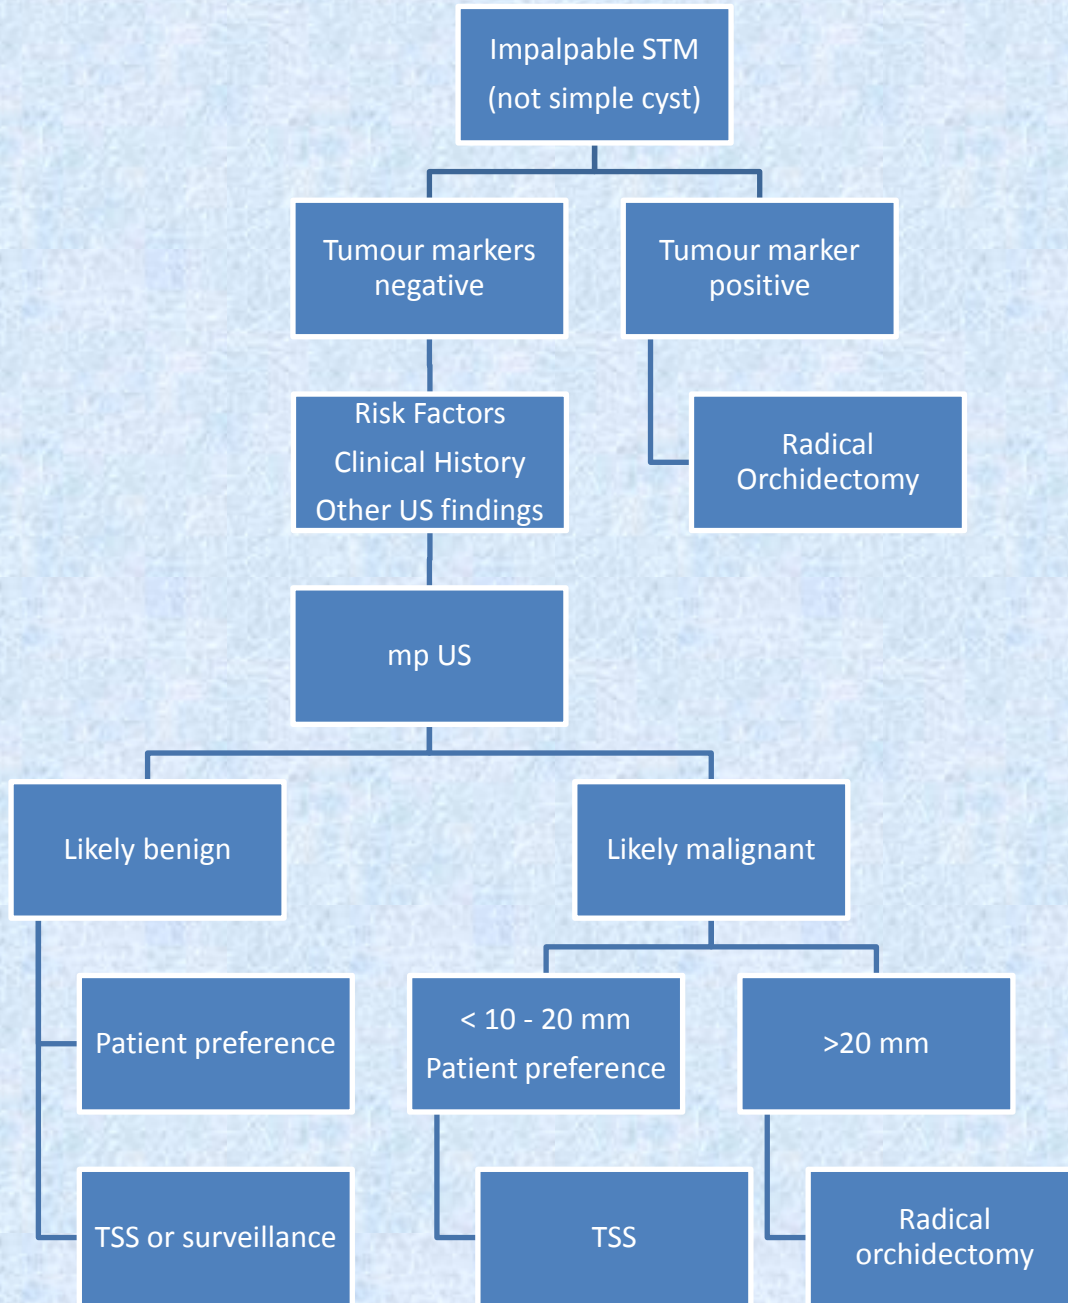 Impalpable STM
(not simple cyst)
Tumour markers
negative
Tumour marker
positive
Risk Factors
Clinical History
Other US findings
Radical
Orchidectomy
mp US
Likely benign
Likely malignant
Patient preference
< 10 - 20 mm
Patient preference
>20 mm
TSS or surveillance
TSS
Radical
orchidectomy